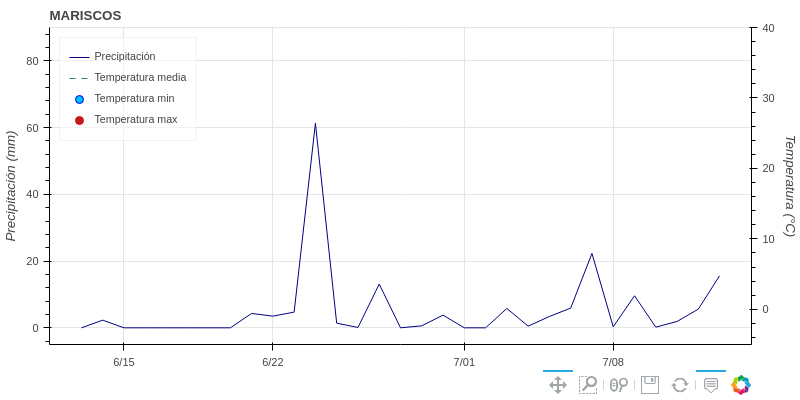 MARISCOS
Precipitación
Temperatura media
Temperatura min
Temperatura max
Precipitación (mm)
80
60
40
20
0
40
30
20
10
0
Temperatura (°C)
6/15
6/22
7/01
7/08